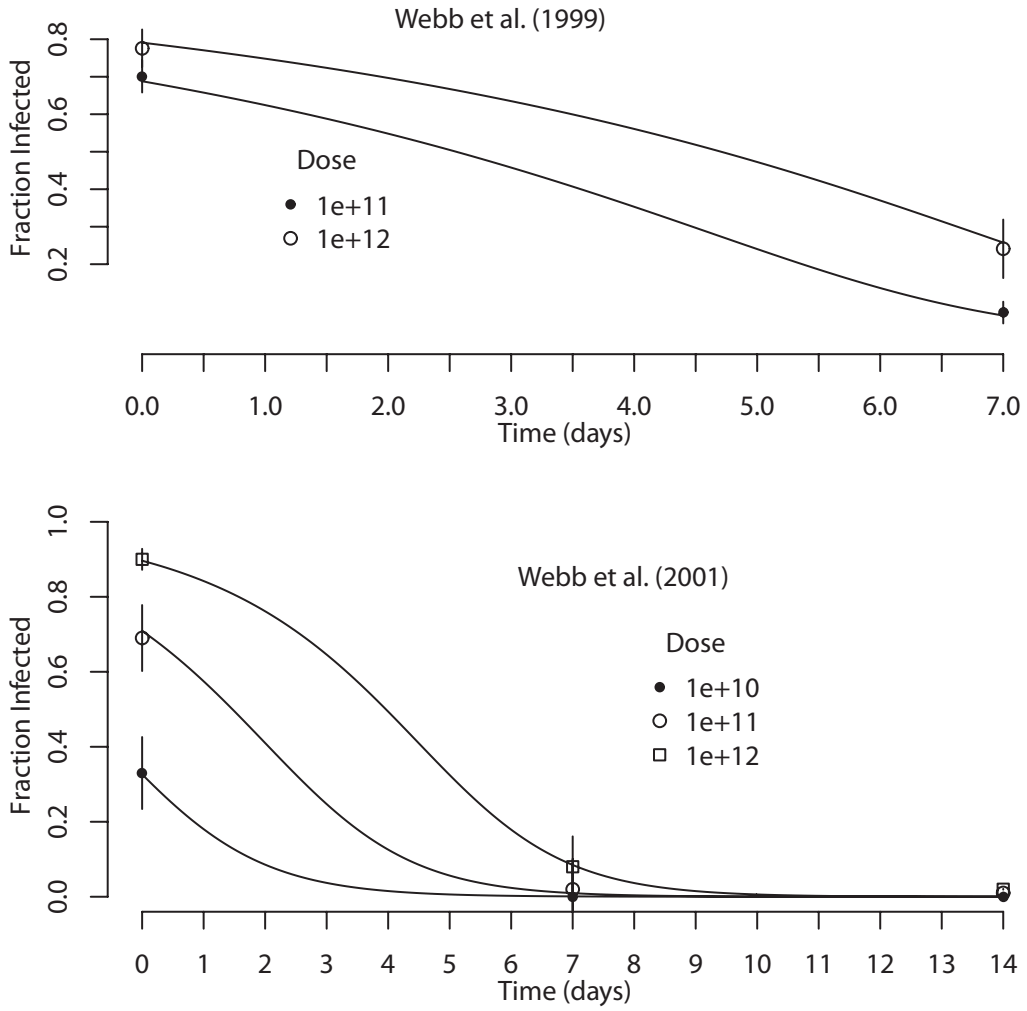 Webb et al. (1999)
Fraction Infected
0.8
0.6
0.4
0.2
Dose
1e+11
1e+12
0.0 1.0 2.0 3.0 4.0 5.0 6.0 7.0
Time (days)
Webb et al. (2001)
Fraction Infected
1.0
0.8
0.6
0.4
0.2
0.0
Dose
1e+10
1e+11
1e+12
0 1 2 3 4 5 6 7 8 9 10 11 12 13 14
Time (days)